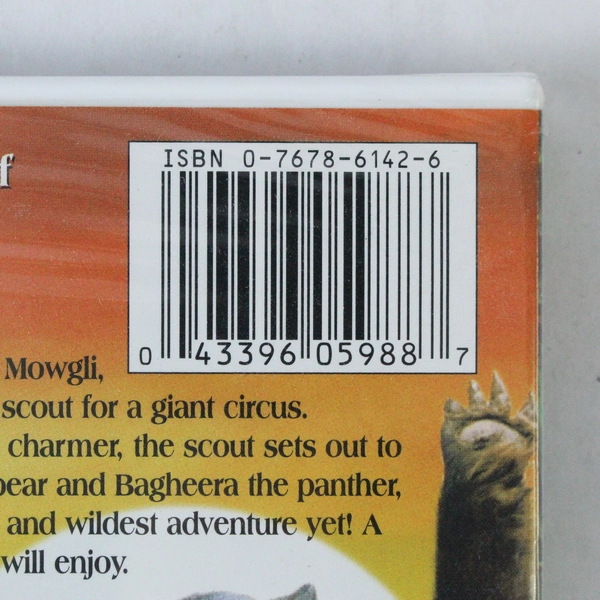 ISBN 0-7678-6142-6
f
0 43396 05988 7
Mowgli,
scout for a giant circus.
charmer, the scout sets out to
bear and Bagheera the panther,
and wildest adventure yet! A
will enjoy.